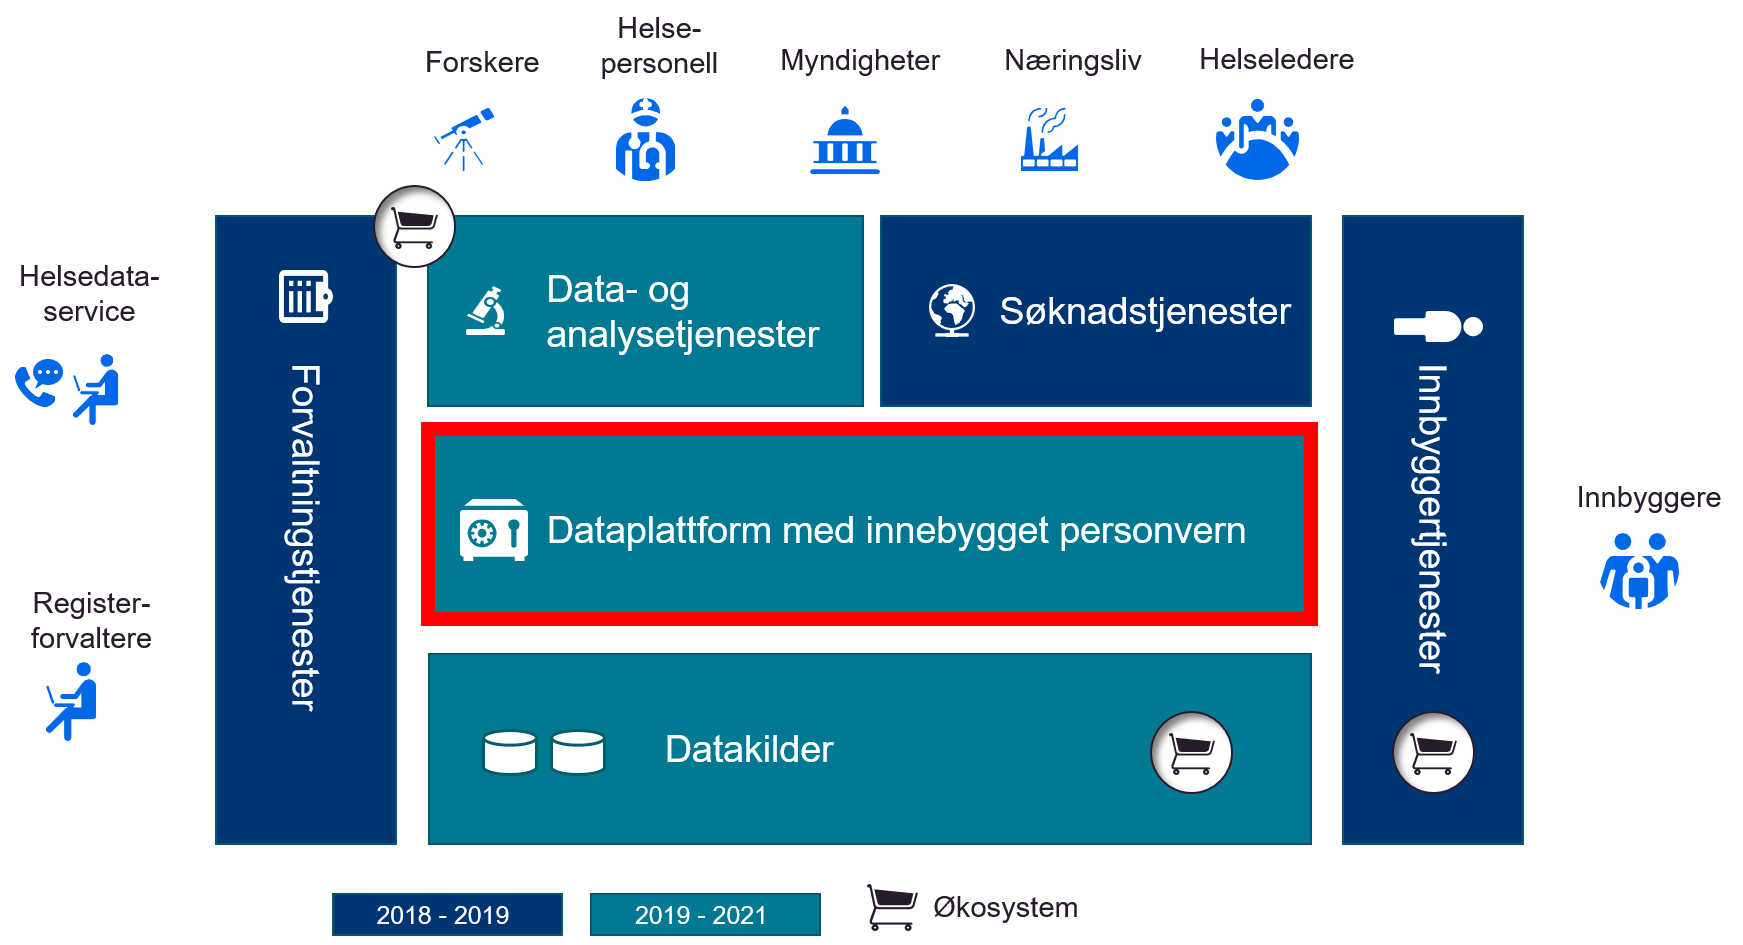 Forskere
Helse-
personell
Myndigheter
Næringsliv
Helseledere
Helsedata-
service
Register-
forvaltere
Forvaltningstjenester
Data- og
analysetjenester
Søknadstjenester
Dataplattform med innebygget personvern
Datakilder
Innbyggertjenester
Innbyggere
2018 - 2019
2019 - 2021
Økosystem